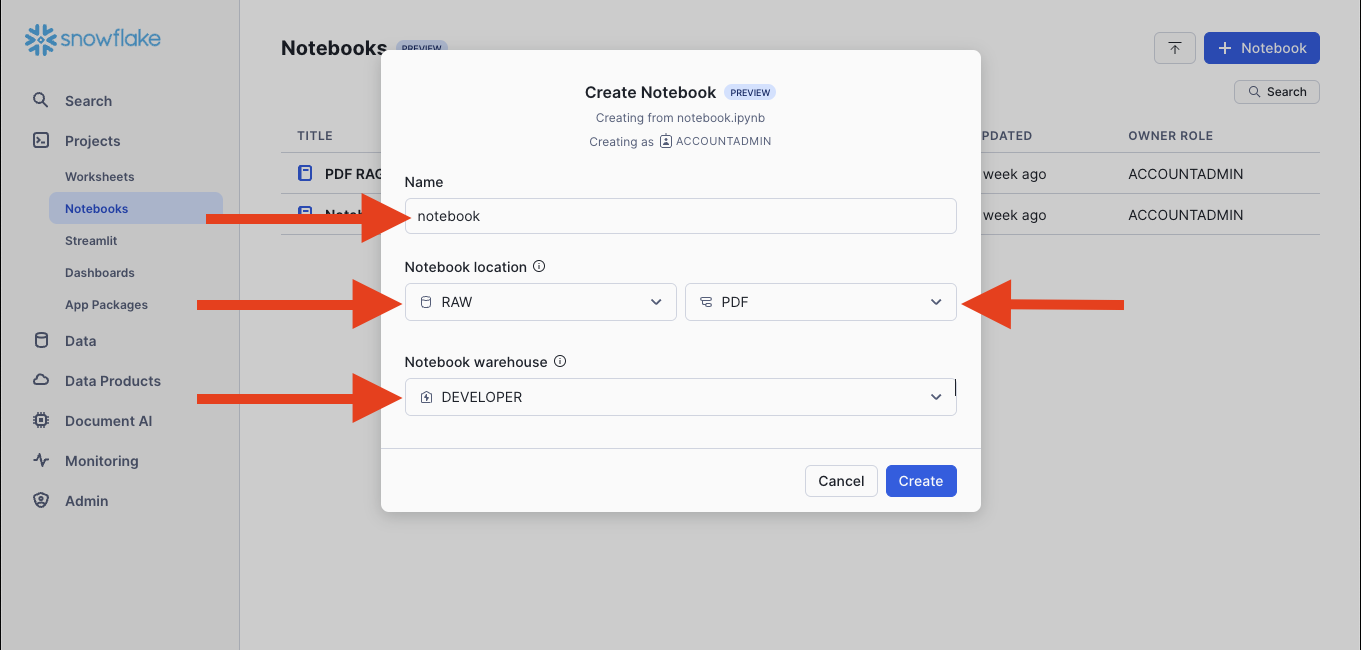 snowflake
Search
Projects
Worksheets
Notebooks
Streamlit
Dashboards
App Packages
Data
Data Products
Document AI
Monitoring
Admin
Notebooks PREVIEW
Notebook
Search
TITLE PDATED OWNER ROLE
PDF RAG week ago ACCOUNTADMIN
week ago ACCOUNTADMIN
Create Notebook PREVIEW
Creating from notebook.ipynb
Creating as ACCOUNTADMIN
Name
notebook
Notebook location
RAW PDF
Notebook warehouse
DEVELOPER
Cancel Create